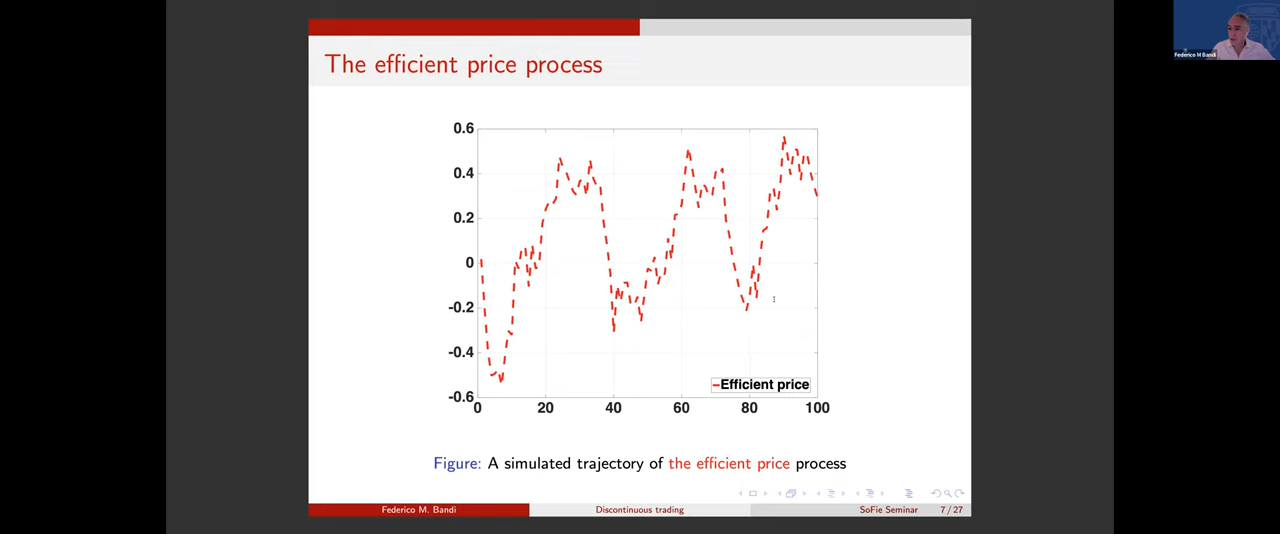 Federico M Bandi
The efficient price process
0.6
0.4
0.2
0
-0.2
-0.4
-0.6
0
20
40
60
80
100
Efficient price
Figure: A simulated trajectory of the efficient price process
Federico M. Bandi
Discontinuous trading
SoFie Seminar
7 / 27